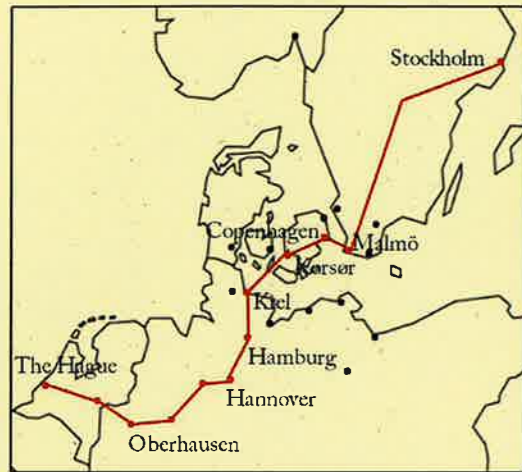 Stockholm
Copenhagen
Malmö
Korsør
Kiel
Hamburg
The Hague
Hannover
Oberhausen